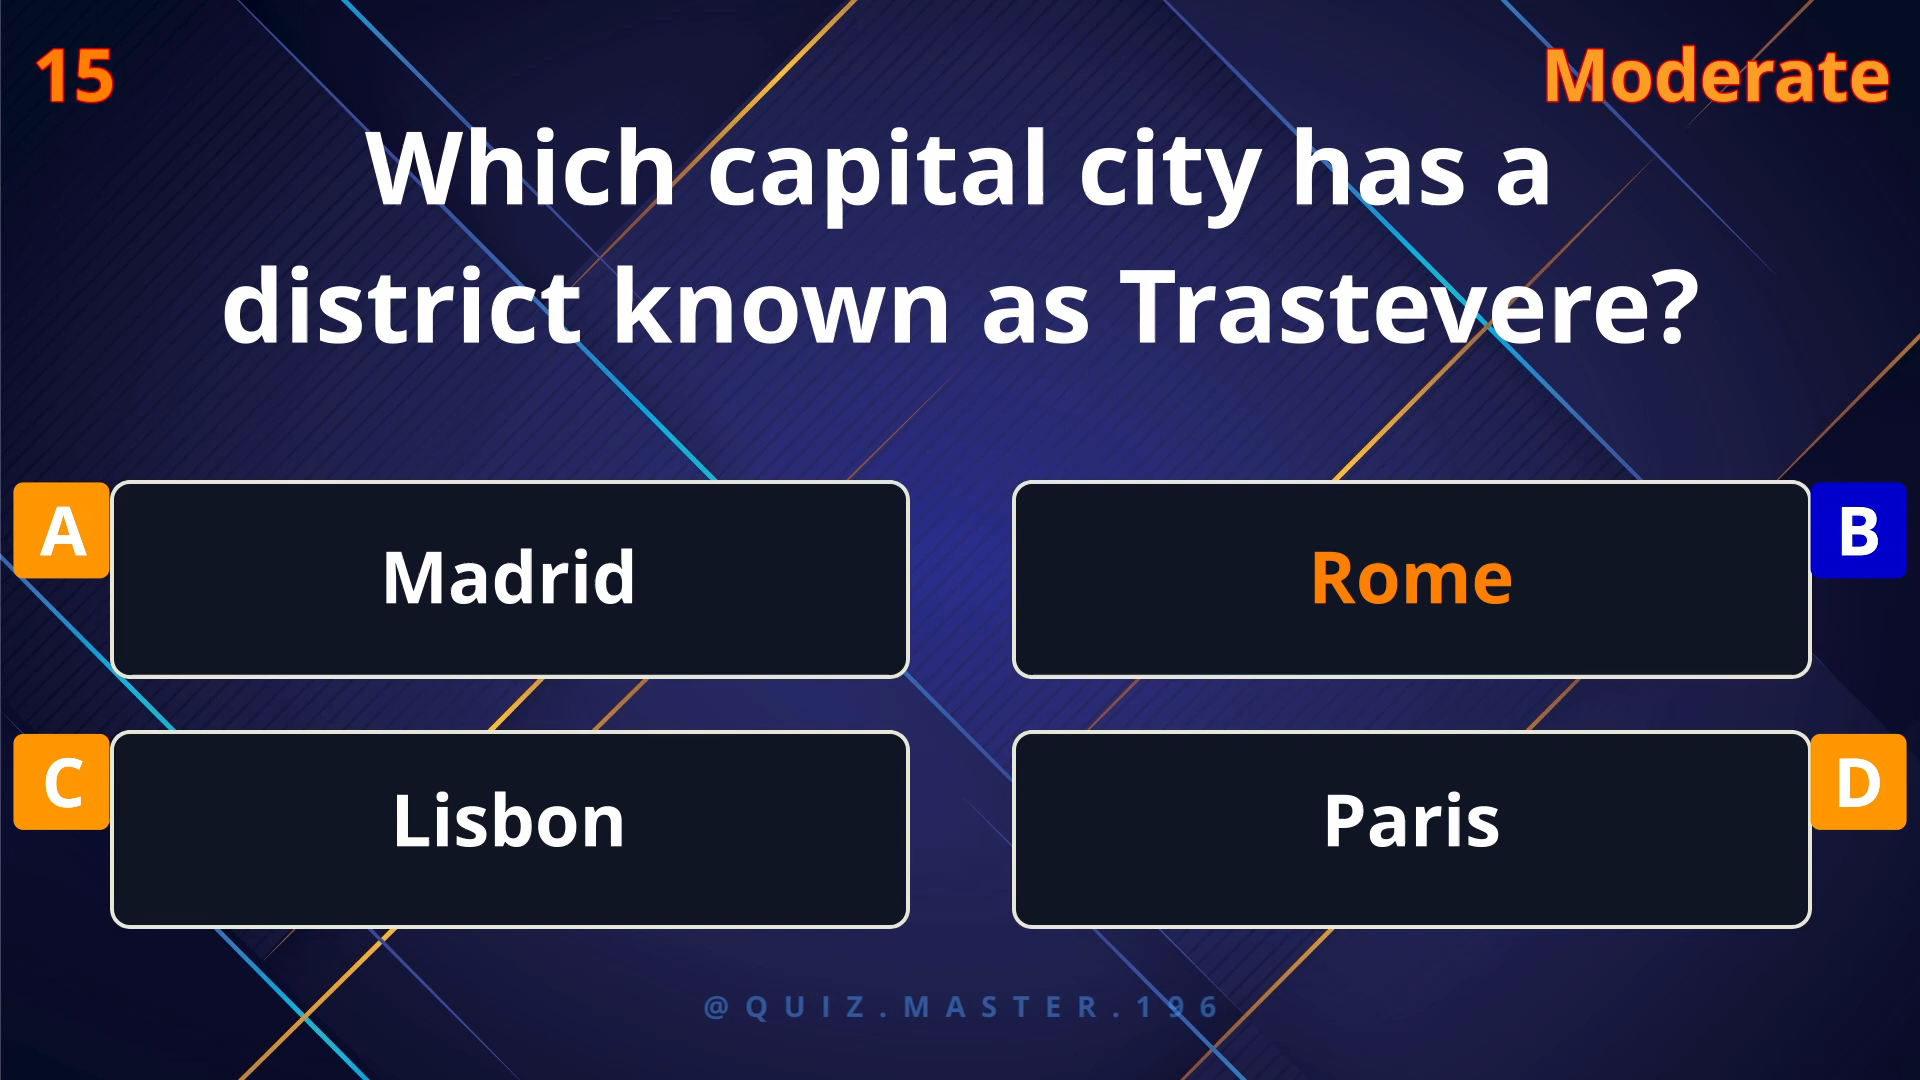 15
Moderate
Which capital city has a
district known as Trastevere?
A
Madrid
Rome
B
C
Lisbon
Paris
D
@QUIZ.MASTER.196